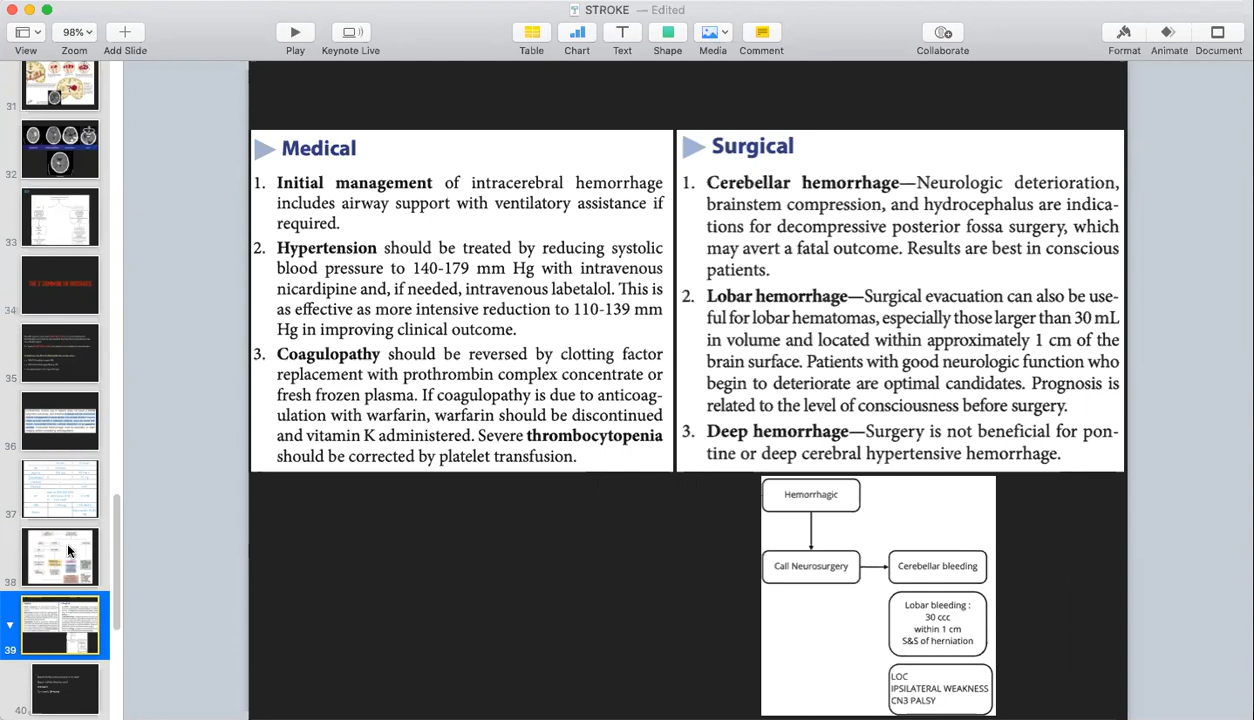 STROKE — Edited
98%
View
Zoom
Add Slide
Play
Keynote Live
Table
Chart
Text
Shape
Media
Comment
Collaborate
Format
Animate
Document
31
32
33
34
35
36
37
38
39
40
Medical
1. Initial management of intracerebral hemorrhage
includes airway support with ventilatory assistance if
required.
2. Hypertension should be treated by reducing systolic
blood pressure to 140-179 mm Hg with intravenous
nicardipine and, if needed, intravenous labetalol. This is
as effective as more intensive reduction to 110-139 mm
Hg in improving clinical outcome.
3. Coagulopathy should be reversed by clotting factor
replacement with prothrombin complex concentrate or
fresh frozen plasma. If coagulopathy is due to anticoag-
ulation with warfarin, warfarin should be discontinued
and vitamin K administered. Severe thrombocytopenia
should be corrected by platelet transfusion.
Surgical
1. Cerebellar hemorrhage—Neurologic deterioration,
brainstem compression, and hydrocephalus are indica-
tions for decompressive posterior fossa surgery, which
may avert a fatal outcome. Results are best in conscious
patients.
2. Lobar hemorrhage—Surgical evacuation can also be use-
ful for lobar hematomas, especially those larger than 30 mL
in volume and located within approximately 1 cm of the
brain surface. Patients with good neurologic function who
begin to deteriorate are optimal candidates. Prognosis is
related to the level of consciousness before surgery.
3. Deep hemorrhage—Surgery is not beneficial for pon-
tine or deep cerebral hypertensive hemorrhage.
Hemorrhagic
Call Neurosurgery
Cerebellar bleeding
Lobar bleeding :
30 ccc
within 1 cm
S&S of herniation
LOC
IPSILATERAL WEAKNESS
CN3 PALSY